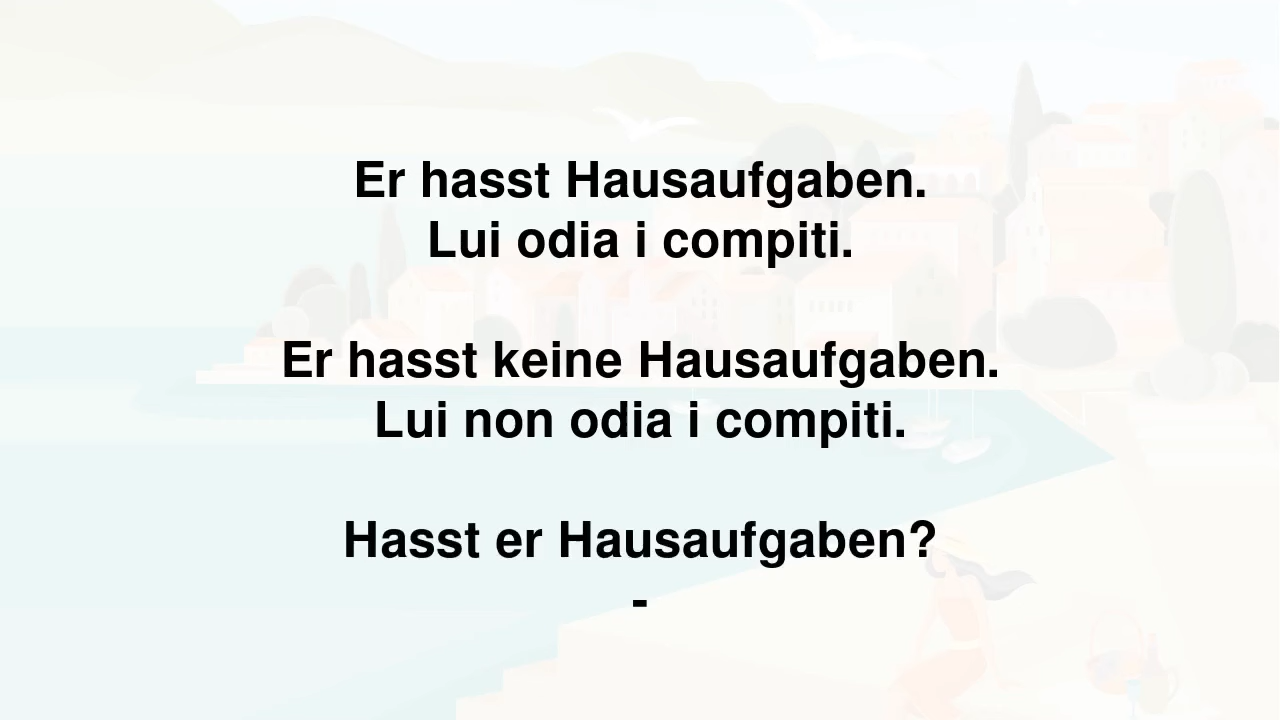 Er hasst Hausaufgaben.
Lui odia i compiti.
Er hasst keine Hausaufgaben.
Lui non odia i compiti.
Hasst er Hausaufgaben?
-